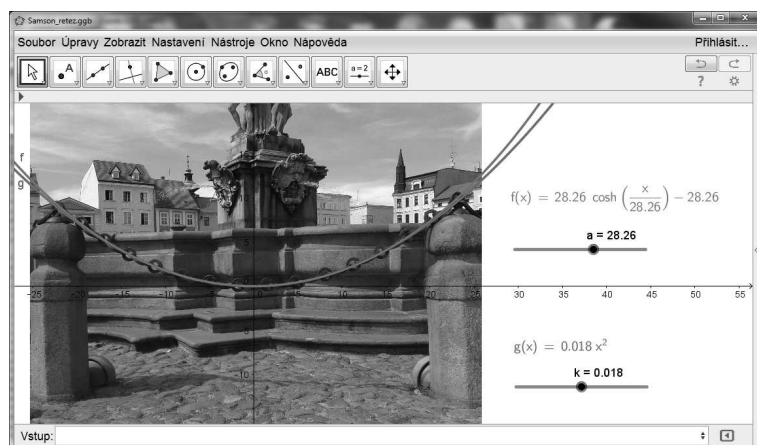 Samson_retez.ggb
Soubor Úpravy Zobrazit Nastavení Nástroje Okno Nápověda Přihlásit...
A ABC a=2
?
f
g
f(x) = 28.26 cosh (x/28.26) − 28.26
a = 28.26
10
5
-25 -20 -15 -10 -5 0 5 10 15 20 25 30 35 40 45 50 55
-5
-10
g(x) = 0.018 x²
k = 0.018
Vstup: